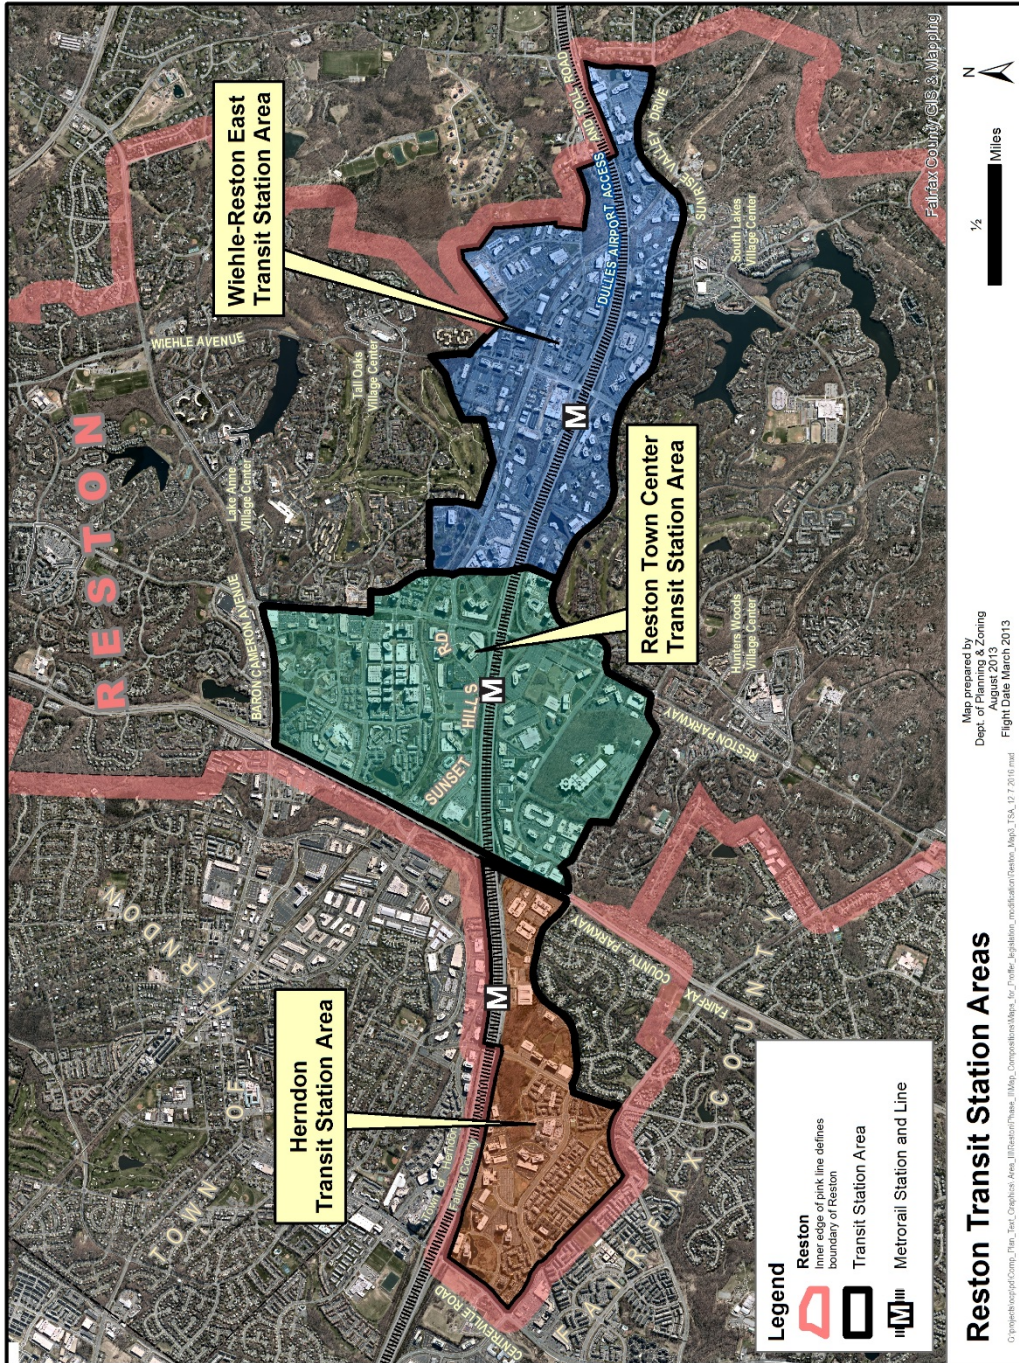 RESTON
TOWN OF HERNDON
FAIRFAX COUNTY
Herndon
Transit Station Area
Reston Town Center
Transit Station Area
Wiehle-Reston East
Transit Station Area
BARON CAMERON AVENUE
WIEHLE AVENUE
Lake Anne
Village Center
Tall Oaks
Village Center
SUNSET HILLS RD
DULLES AIRPORT ACCESS AND TOLL ROAD
SUNRISE VALLEY DRIVE
South Lakes
Village Center
Hunters Woods
Village Center
RESTON PARKWAY
FAIRFAX COUNTY PARKWAY
CENTREVILLE ROAD
Town of Herndon
Fairfax County
M
M
M
Fairfax County GIS & Mapping
Legend
Reston
Inner edge of pink line defines
boundary of Reston
Transit Station Area
M
Metrorail Station and Line
Reston Transit Station Areas
Map prepared by
Dept. of Planning & Zoning
August 2013
Flight Date March 2013
½
Miles
N